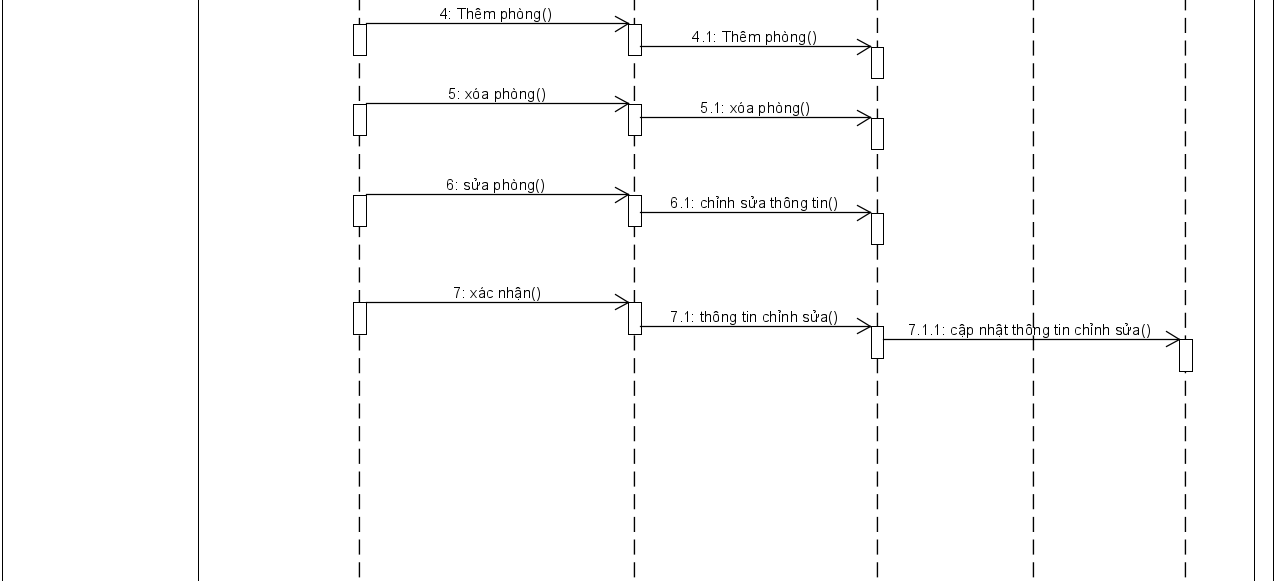 4: Thêm phòng()
4.1: Thêm phòng()
5: xóa phòng()
5.1: xóa phòng()
6: sửa phòng()
6.1: chỉnh sửa thông tin()
7: xác nhận()
7.1: thông tin chỉnh sửa()
7.1.1: cập nhật thông tin chỉnh sửa()